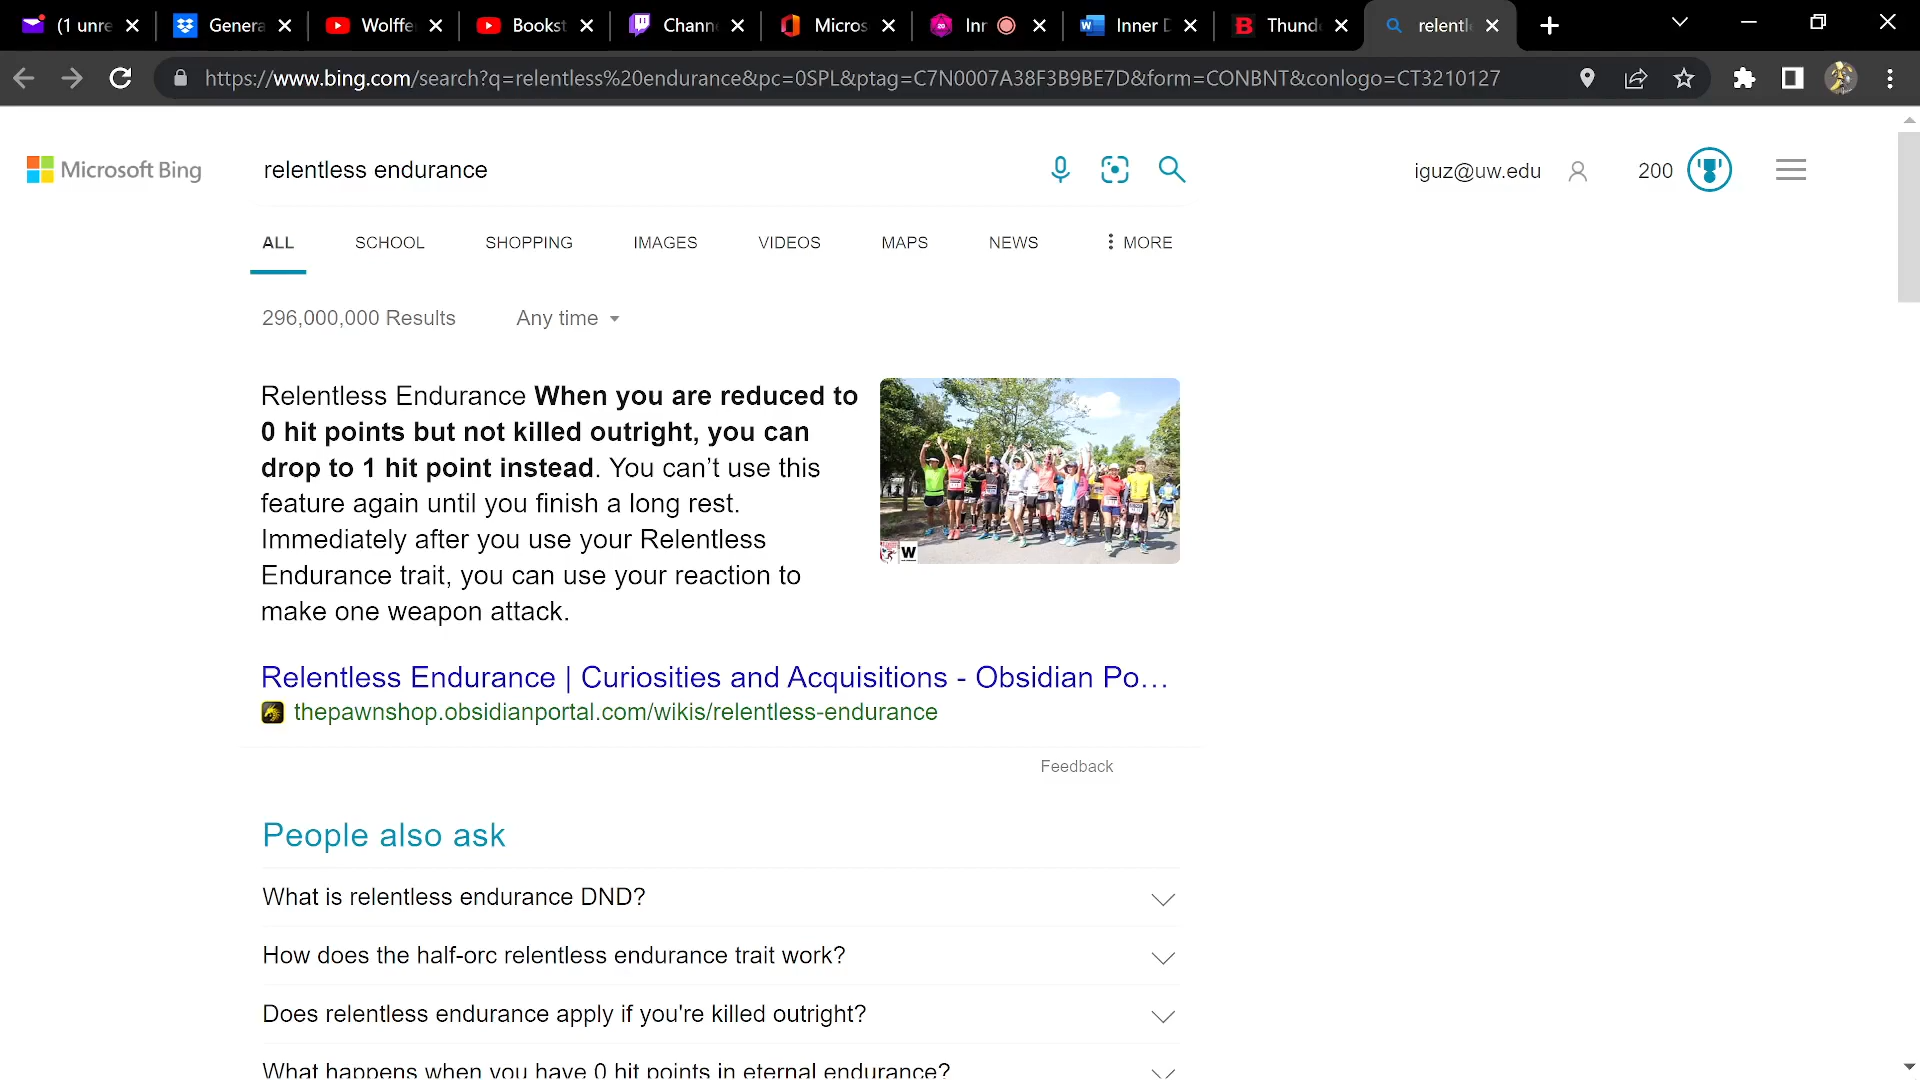 (1 unre
Genera
Wolffe
Bookst
Chann
Micros
Inr
Inner D
Thund
relentle
https://www.bing.com/search?q=relentless%20endurance&pc=0SPL&ptag=C7N0007A38F3B9BE7D&form=CONBNT&conlogo=CT3210127
Microsoft Bing
relentless endurance
iguz@uw.edu
200
ALL
SCHOOL
SHOPPING
IMAGES
VIDEOS
MAPS
NEWS
MORE
296,000,000 Results
Any time
Relentless Endurance When you are reduced to
0 hit points but not killed outright, you can
drop to 1 hit point instead. You can’t use this
feature again until you finish a long rest.
Immediately after you use your Relentless
Endurance trait, you can use your reaction to
make one weapon attack.
W
Relentless Endurance | Curiosities and Acquisitions - Obsidian Po...
thepawnshop.obsidianportal.com/wikis/relentless-endurance
Feedback
People also ask
What is relentless endurance DND?
How does the half-orc relentless endurance trait work?
Does relentless endurance apply if you're killed outright?
What happens when you have 0 hit points in eternal endurance?